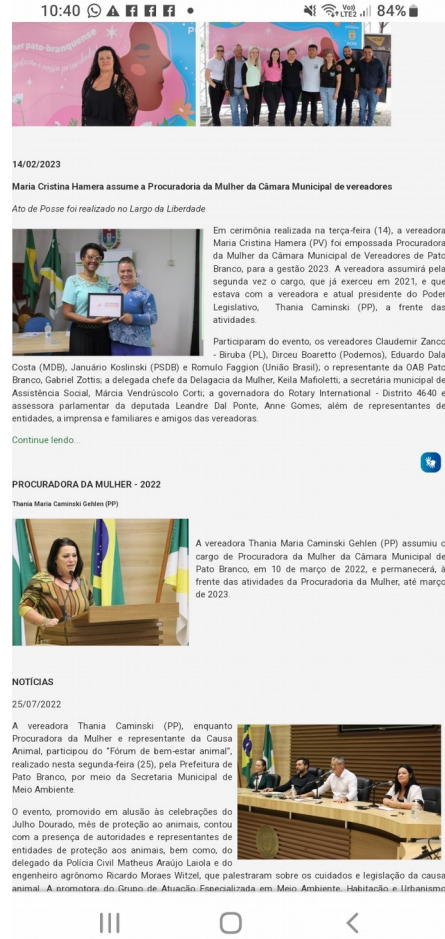 10:40
Vo)) LTE2 84%
her pato-branquense
14/02/2023
Maria Cristina Hamera assume a Procuradoria da Mulher da Câmara Municipal de vereadores
Ato de Posse foi realizado no Largo da Liberdade
Em cerimônia realizada na terça-feira (14), a vereadora
Maria Cristina Hamera (PV) foi empossada Procuradora
da Mulher da Câmara Municipal de Vereadores de Pato
Branco, para a gestão 2023. A vereadora assumirá pela
segunda vez o cargo, que já exerceu em 2021, e que
estava com a vereadora e atual presidente do Poder
Legislativo, Thania Caminski (PP), a frente das
atividades.
Participaram do evento, os vereadores Claudemir Zanco
- Biruba (PL), Dirceu Boaretto (Podemos), Eduardo Dala
Costa (MDB), Januário Koslinski (PSDB) e Romulo Faggion (União Brasil); o representante da OAB Pato
Branco, Gabriel Zottis; a delegada chefe da Delagacia da Mulher, Keila Mafioletti; a secretária municipal de
Assistência Social, Márcia Vendrúscolo Corti; a governadora do Rotary International - Distrito 4640 e
assessora parlamentar da deputada Leandre Dal Ponte, Anne Gomes; além de representantes de
entidades, a imprensa e familiares e amigos das vereadoras.
Continue lendo...
PROCURADORA DA MULHER - 2022
Thania Maria Caminski Gehlen (PP)
A vereadora Thania Maria Caminski Gehlen (PP) assumiu o
cargo de Procuradora da Mulher da Câmara Municipal de
Pato Branco, em 10 de março de 2022, e permanecerá, à
frente das atividades da Procuradoria da Mulher, até março
de 2023.
NOTÍCIAS
25/07/2022
A vereadora Thania Caminski (PP), enquanto
Procuradora da Mulher e representante da Causa
Animal, participou do "Fórum de bem-estar animal",
realizado nesta segunda-feira (25), pela Prefeitura de
Pato Branco, por meio da Secretaria Municipal de
Meio Ambiente.
O evento, promovido em alusão às celebrações do
Julho Dourado, mês de proteção ao animais, contou
com a presença de autoridades e representantes de
entidades de proteção aos animais, bem como, do
delegado da Polícia Civil Matheus Araújo Laiola e do
engenheiro agrônomo Ricardo Moraes Witzel, que palestraram sobre os cuidados e legislação da causa
animal. A promotora do Grupo de Atuação Especializada em Meio Ambiente, Habitação e Urbanismo